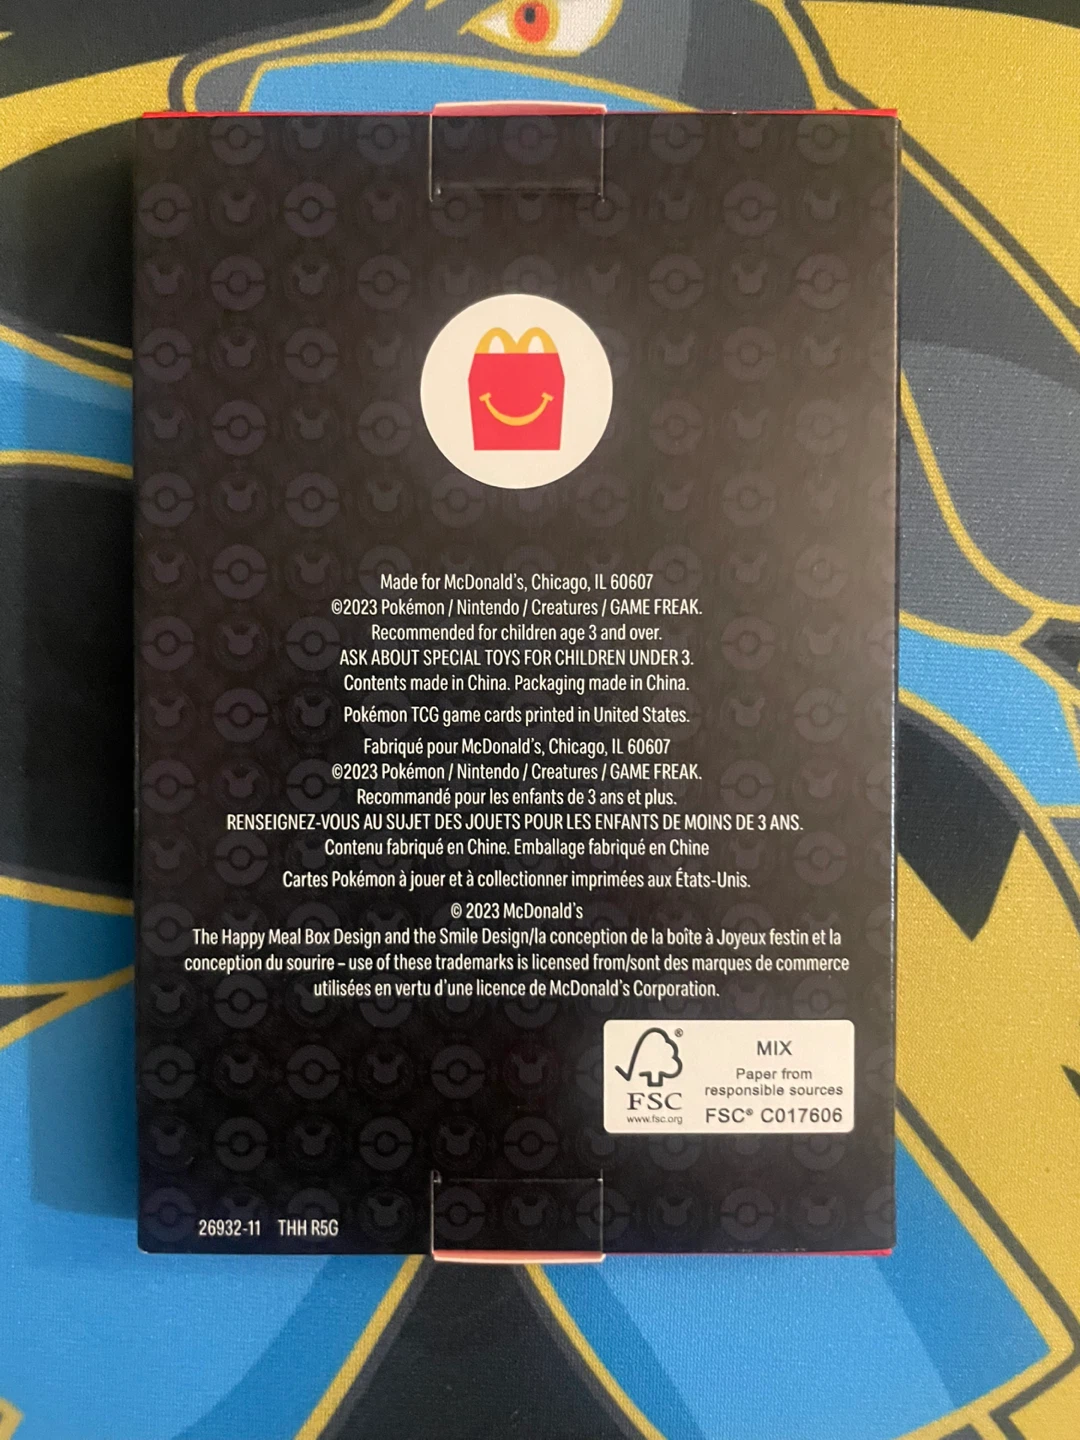 Made for McDonald's, Chicago, IL 60607
©2023 Pokémon / Nintendo / Creatures / GAME FREAK.
Recommended for children age 3 and over.
ASK ABOUT SPECIAL TOYS FOR CHILDREN UNDER 3.
Contents made in China. Packaging made in China.
Pokémon TCG game cards printed in United States.
Fabriqué pour McDonald's, Chicago, IL 60607
©2023 Pokémon / Nintendo / Creatures / GAME FREAK.
Recommandé pour les enfants de 3 ans et plus.
RENSEIGNEZ-VOUS AU SUJET DES JOUETS POUR LES ENFANTS DE MOINS DE 3 ANS.
Contenu fabriqué en Chine. Emballage fabriqué en Chine
Cartes Pokémon à jouer et à collectionner imprimées aux États-Unis.
© 2023 McDonald's
The Happy Meal Box Design and the Smile Design/la conception de la boîte à Joyeux festin et la
conception du sourire – use of these trademarks is licensed from/sont des marques de commerce
utilisées en vertu d'une licence de McDonald's Corporation.
®
FSC
www.fsc.org
MIX
Paper from
responsible sources
FSC® C017606
26932-11 THH R5G